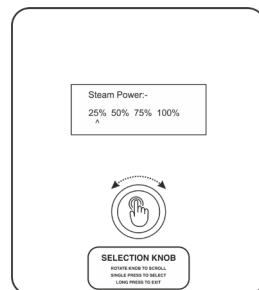 Steam Power:-
25% 50% 75% 100%
^
SELECTION KNOB
ROTATE KNOB TO SCROLL
SINGLE PRESS TO SELECT
LONG PRESS TO EXIT